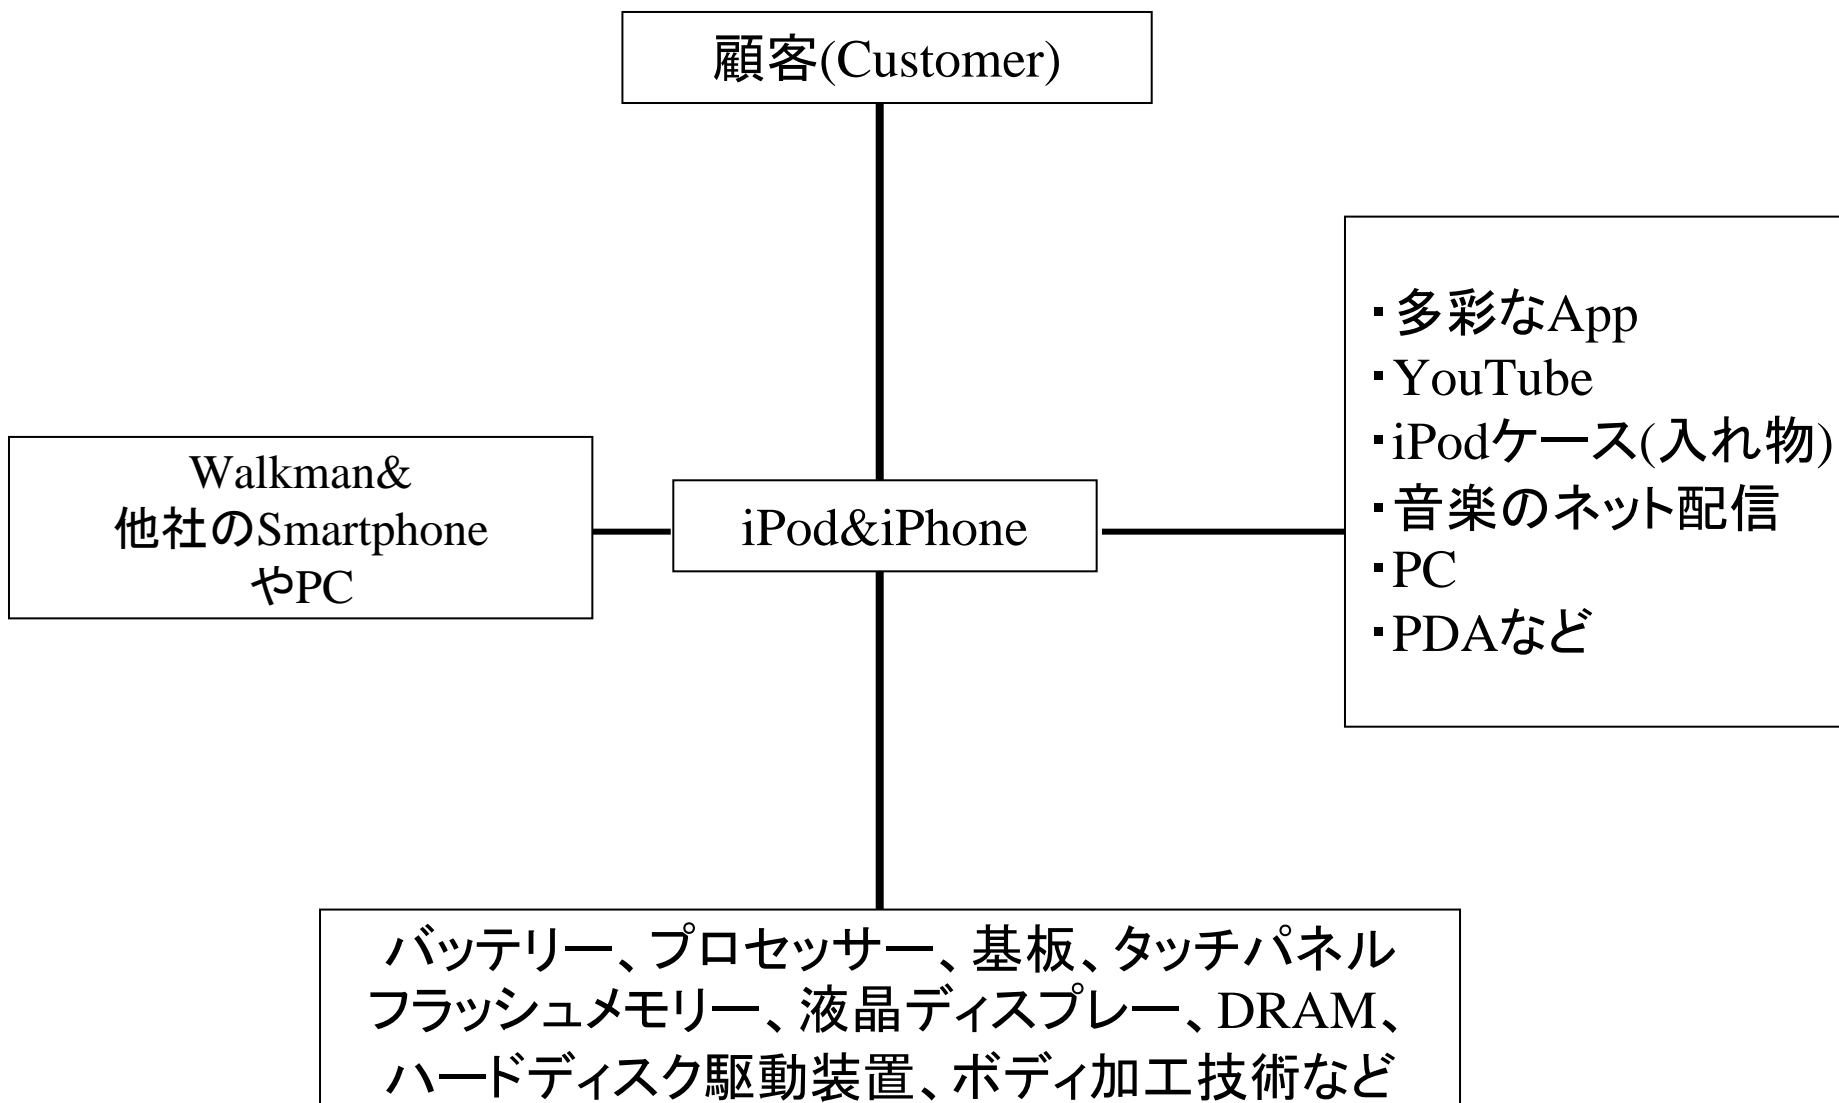 顧客(Customer)
・多彩なApp
・YouTube
・iPodケース(入れ物)
・音楽のネット配信
・PC
・PDAなど
Walkman&
他社のSmartphone
やPC
iPod&iPhone
バッテリー、プロセッサー、基板、タッチパネル
フラッシュメモリー、液晶ディスプレー、DRAM、
ハードディスク駆動装置、ボディ加工技術など